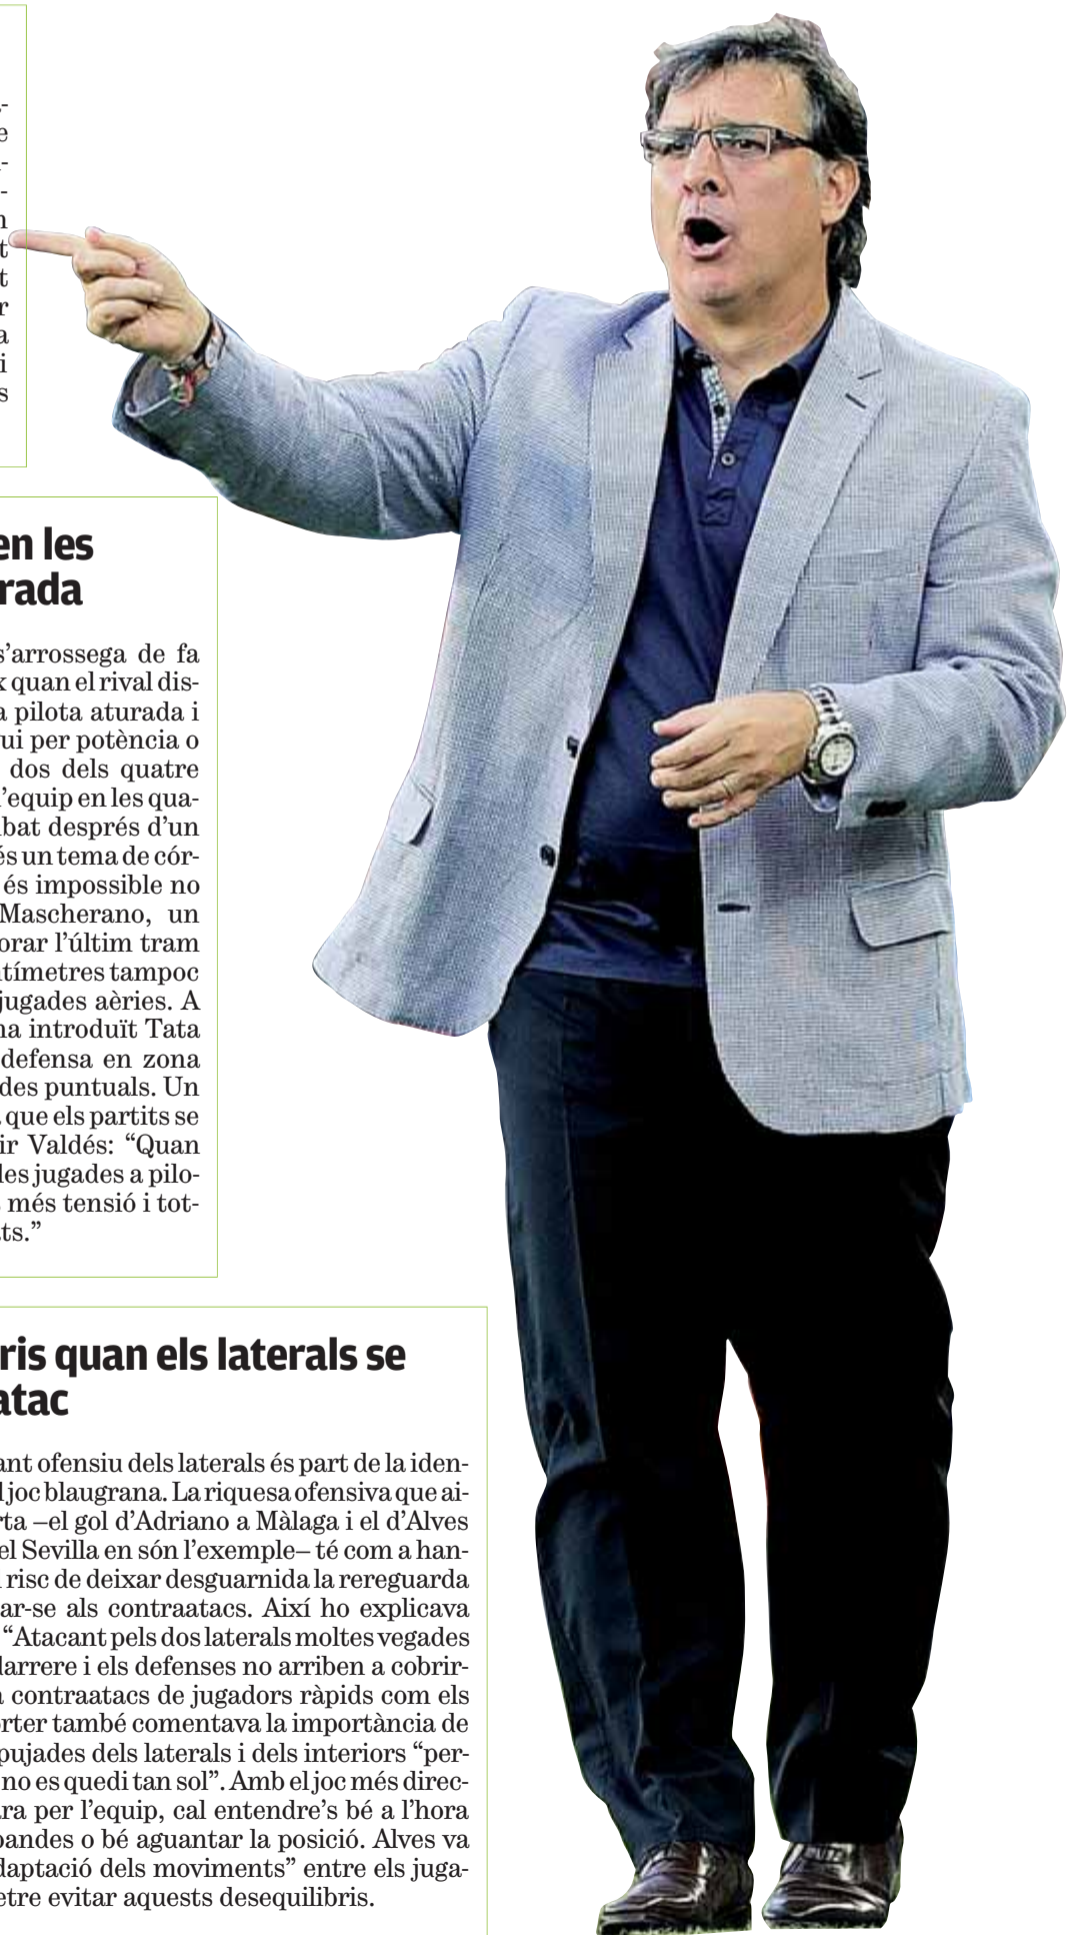 en les
rada
s’arrossega de fa
x quan el rival dis-
a pilota aturada i
ui per potència o
dos dels quatre
l’equip en les qua-
bat després d’un
és un tema de cór-
és impossible no
Mascherano, un
orar l’últim tram
ntímetres tampoc
jugades aèries. A
ha introduït Tata
defensa en zona
des puntuals. Un
que els partits se
ir Valdés: “Quan
les jugades a pilo-
més tensió i tot-
ts.”
ris quan els laterals se
atac
ant ofensiu dels laterals és part de la iden-
l joc blaugrana. La riquesa ofensiva que ai-
rta –el gol d’Adriano a Màlaga i el d’Alves
el Sevilla en són l’exemple– té com a han-
risc de deixar desguarnida la rereguarda
ar-se als contraatacs. Així ho explicava
“Atacant pels dos laterals moltes vegades
darrere i els defenses no arriben a cobrir-
a contraatacs de jugadors ràpids com els
rter també comentava la importància de
pujades dels laterals i dels interiors “per-
no es quedi tan sol”. Amb el joc més direc-
ra per l’equip, cal entendre’s bé a l’hora
bandes o bé aguantar la posició. Alves va
daptació dels moviments” entre els juga-
etre evitar aquests desequilibris.